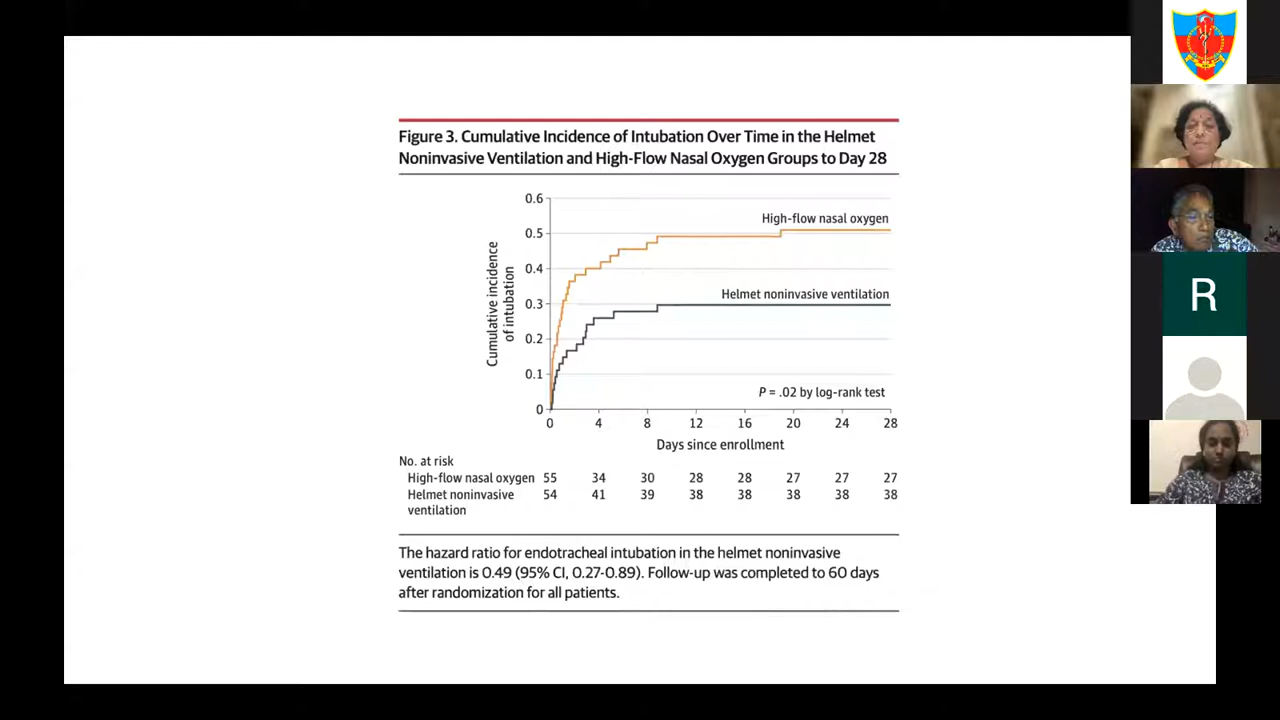 Figure 3. Cumulative Incidence of Intubation Over Time in the Helmet
Noninvasive Ventilation and High-Flow Nasal Oxygen Groups to Day 28
0.6
0.5
0.4
0.3
0.2
0.1
0
Cumulative incidence
of intubation
High-flow nasal oxygen
Helmet noninvasive ventilation
P = .02 by log-rank test
0 4 8 12 16 20 24 28
Days since enrollment
No. at risk
High-flow nasal oxygen 55 34 30 28 28 27 27 27
Helmet noninvasive 54 41 39 38 38 38 38 38
ventilation
The hazard ratio for endotracheal intubation in the helmet noninvasive
ventilation is 0.49 (95% CI, 0.27-0.89). Follow-up was completed to 60 days
after randomization for all patients.
R